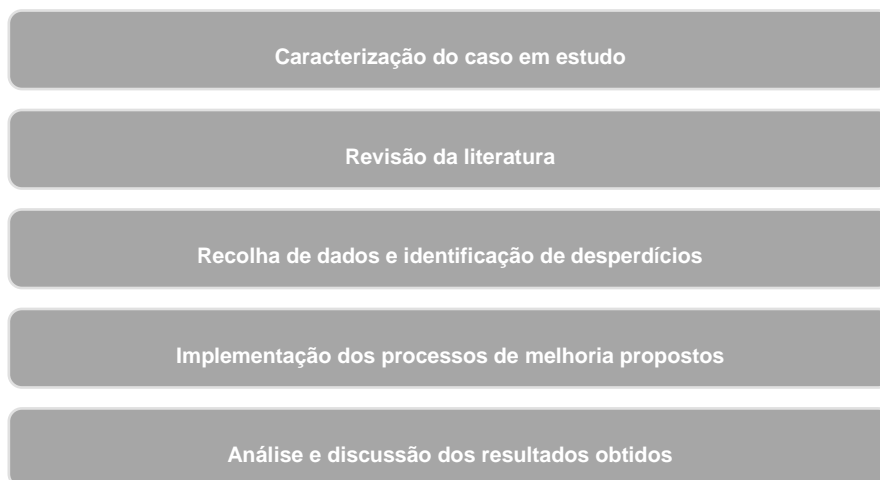 Caracterização do caso em estudo
Revisão da literatura
Recolha de dados e identificação de desperdícios
Implementação dos processos de melhoria propostos
Análise e discussão dos resultados obtidos